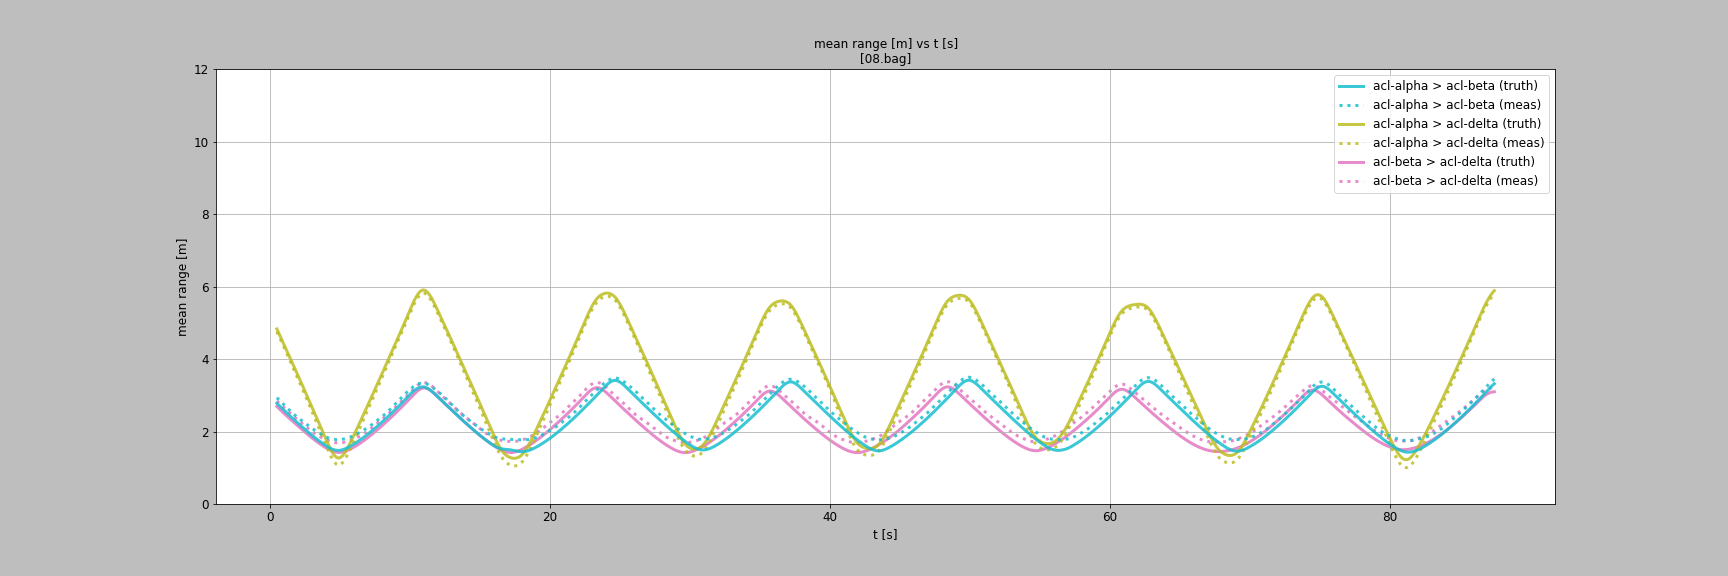 mean range [m] vs t [s]
[08.bag]
12
10
8
6
4
2
0
mean range [m]
acl-alpha > acl-beta (truth)
acl-alpha > acl-beta (meas)
acl-alpha > acl-delta (truth)
acl-alpha > acl-delta (meas)
acl-beta > acl-delta (truth)
acl-beta > acl-delta (meas)
0 20 40 60 80
t [s]